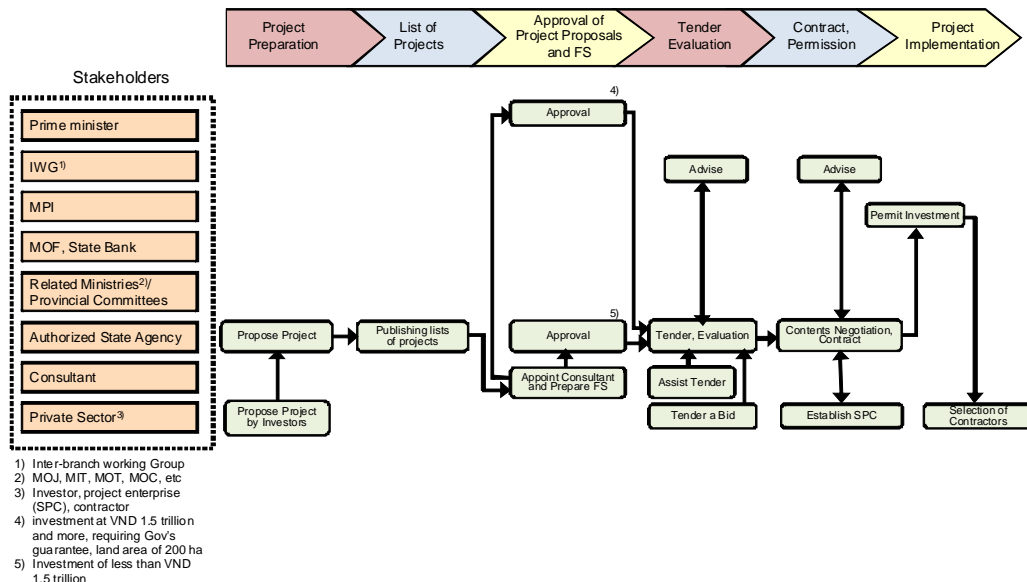 Project
Preparation
List of
Projects
Approval of
Project Proposals
and FS
Tender
Evaluation
Contract,
Permission
Project
Implementation
Stakeholders
Prime minister
IWG1)
MPI
MOF, State Bank
Related Ministries2)/
Provincial Committees
Authorized State Agency
Consultant
Private Sector3)
4)
Approval
Advise
Advise
Permit Investment
5)
Propose Project
Publishing lists
of projects
Approval
Tender, Evaluation
Contents Negotiation,
Contract
Appoint Consultant
and Prepare FS
Assist Tender
Propose Project
by Investors
Tender a Bid
Establish SPC
Selection of
Contractors
1) Inter-branch working Group
2) MOJ, MIT, MOT, MOC, etc
3) Investor, project enterprise
(SPC), contractor
4) investment at VND 1.5 trillion
and more, requiring Gov's
guarantee, land area of 200 ha
5) Investment of less than VND
1.5 trillion